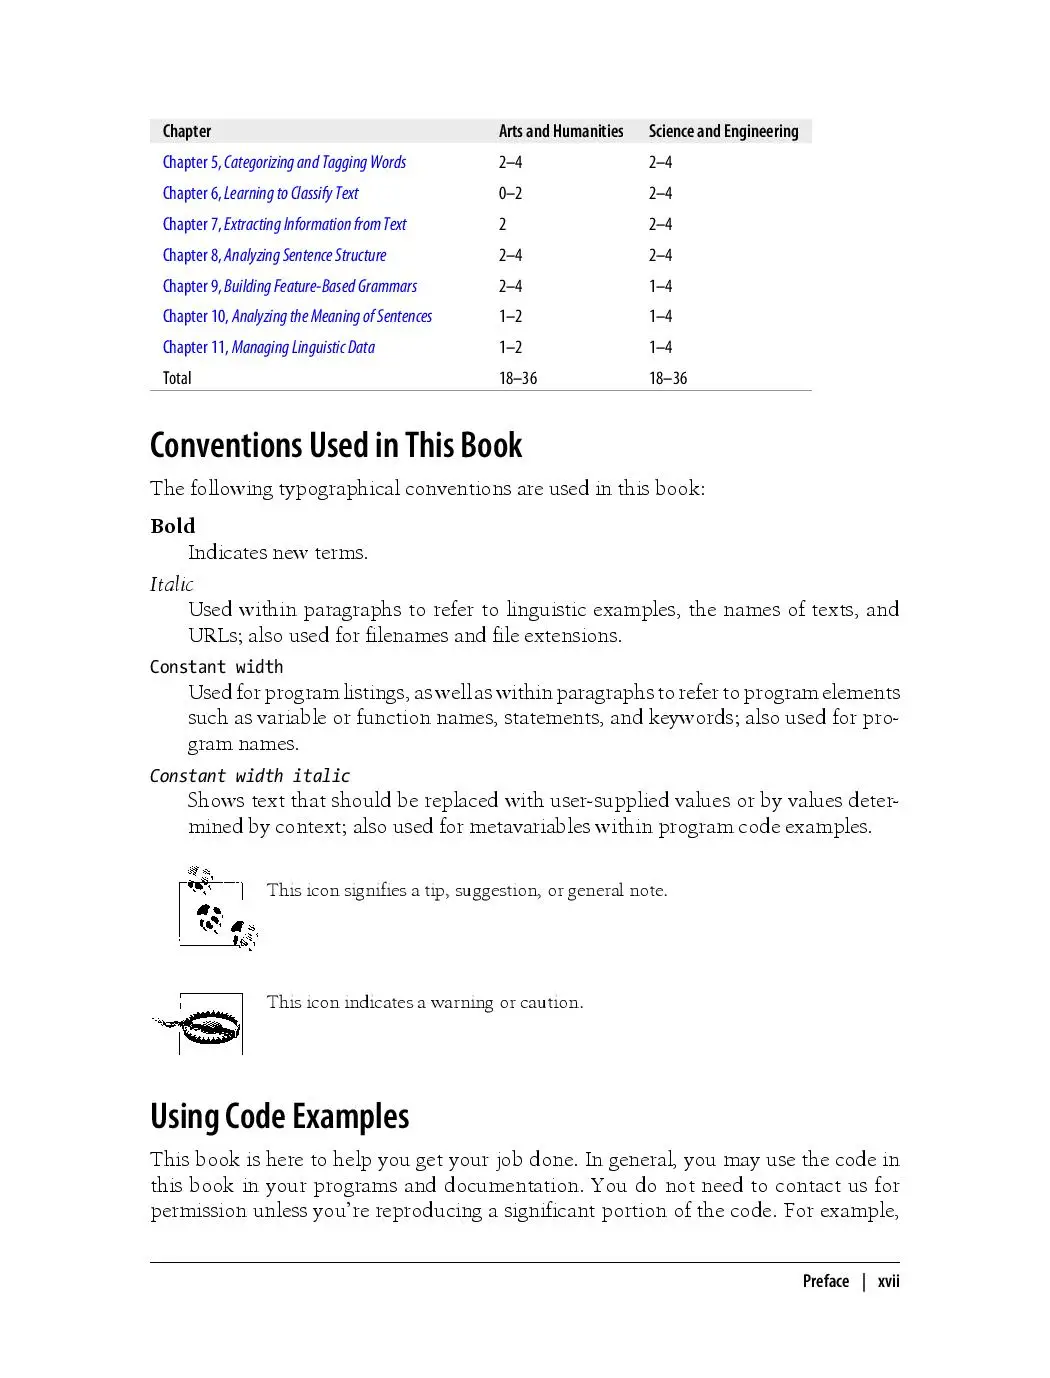 Chapter Arts and Humanities Science and Engineering
Chapter 5, Categorizing and Tagging Words 2–4 2–4
Chapter 6, Learning to Classify Text 0–2 2–4
Chapter 7, Extracting Information from Text 2 2–4
Chapter 8, Analyzing Sentence Structure 2–4 2–4
Chapter 9, Building Feature-Based Grammars 2–4 1–4
Chapter 10, Analyzing the Meaning of Sentences 1–2 1–4
Chapter 11, Managing Linguistic Data 1–2 1–4
Total 18–36 18–36
Conventions Used in This Book
The following typographical conventions are used in this book:
Bold
Indicates new terms.
Italic
Used within paragraphs to refer to linguistic examples, the names of texts, and
URLs; also used for filenames and file extensions.
Constant width
Used for program listings, as well as within paragraphs to refer to program elements
such as variable or function names, statements, and keywords; also used for pro-
gram names.
Constant width italic
Shows text that should be replaced with user-supplied values or by values deter-
mined by context; also used for metavariables within program code examples.
This icon signifies a tip, suggestion, or general note.
This icon indicates a warning or caution.
Using Code Examples
This book is here to help you get your job done. In general, you may use the code in
this book in your programs and documentation. You do not need to contact us for
permission unless you’re reproducing a significant portion of the code. For example,
Preface | xvii